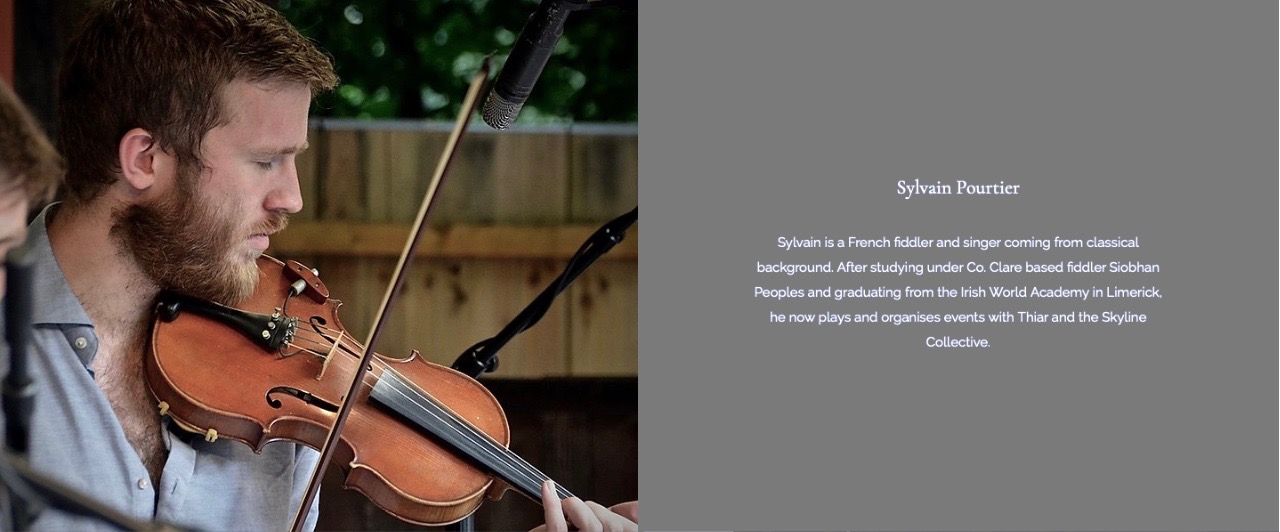 Sylvain Pourtier
Sylvain is a French fiddler and singer coming from classical
background. After studying under Co. Clare based fiddler Siobhan
Peoples and graduating from the Irish World Academy in Limerick,
he now plays and organises events with Thiar and the Skyline
Collective.